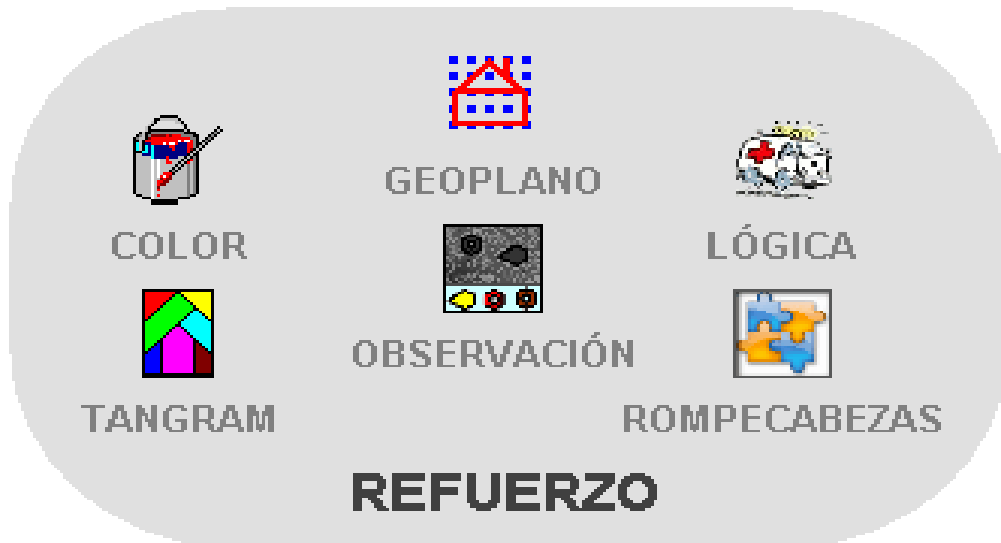 GEOPLANO
COLOR
LÓGICA
OBSERVACIÓN
TANGRAM
ROMPECABEZAS
REFUERZO